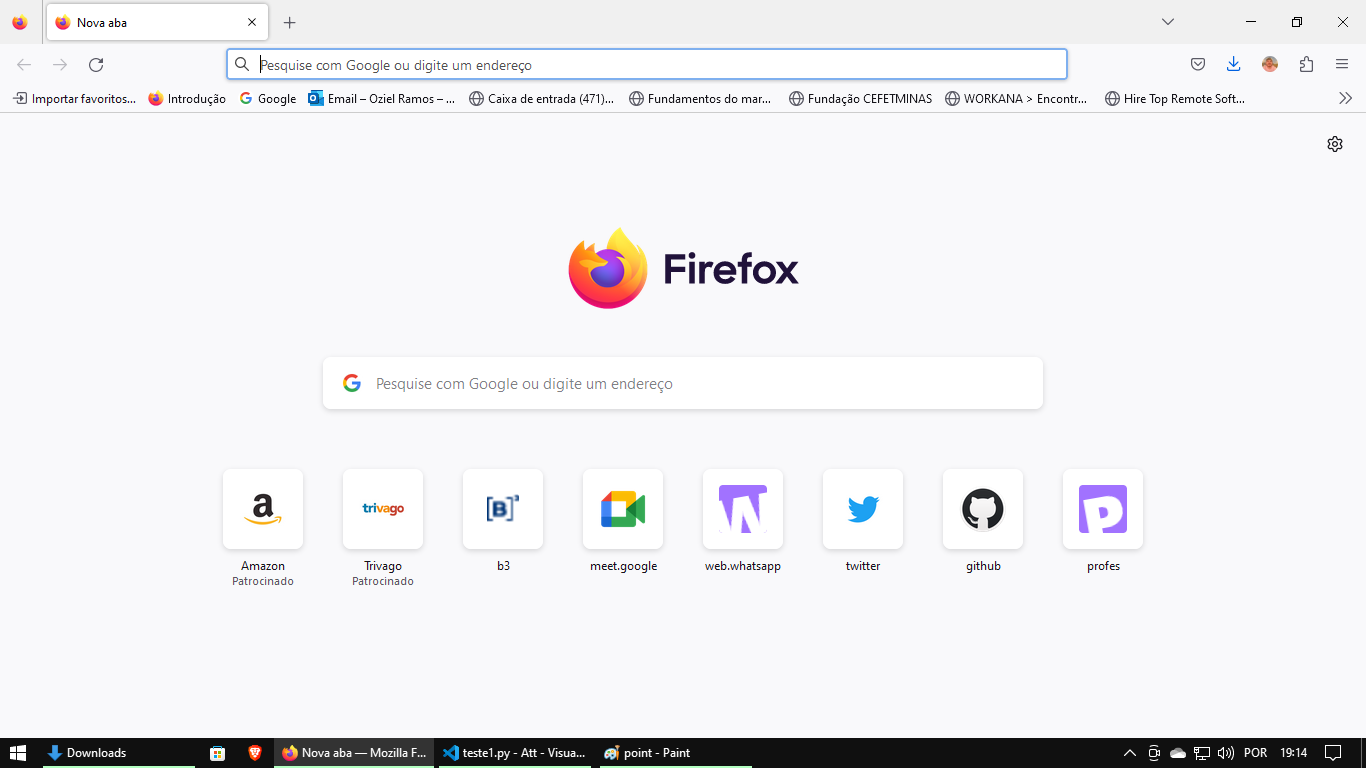 Nova aba
Pesquise com Google ou digite um endereço
Importar favoritos...
Introdução
Google
Email – Oziel Ramos – ...
Caixa de entrada (471)...
Fundamentos do mar...
Fundação CEFETMINAS
WORKANA > Encontr...
Hire Top Remote Soft...
Firefox
Pesquise com Google ou digite um endereço
a
trivago
B
W
P
Amazon
Patrocinado
Trivago
Patrocinado
b3
meet.google
web.whatsapp
twitter
github
profes
Downloads
Nova aba — Mozilla F...
teste1.py - Att - Visua...
point - Paint
POR
19:14